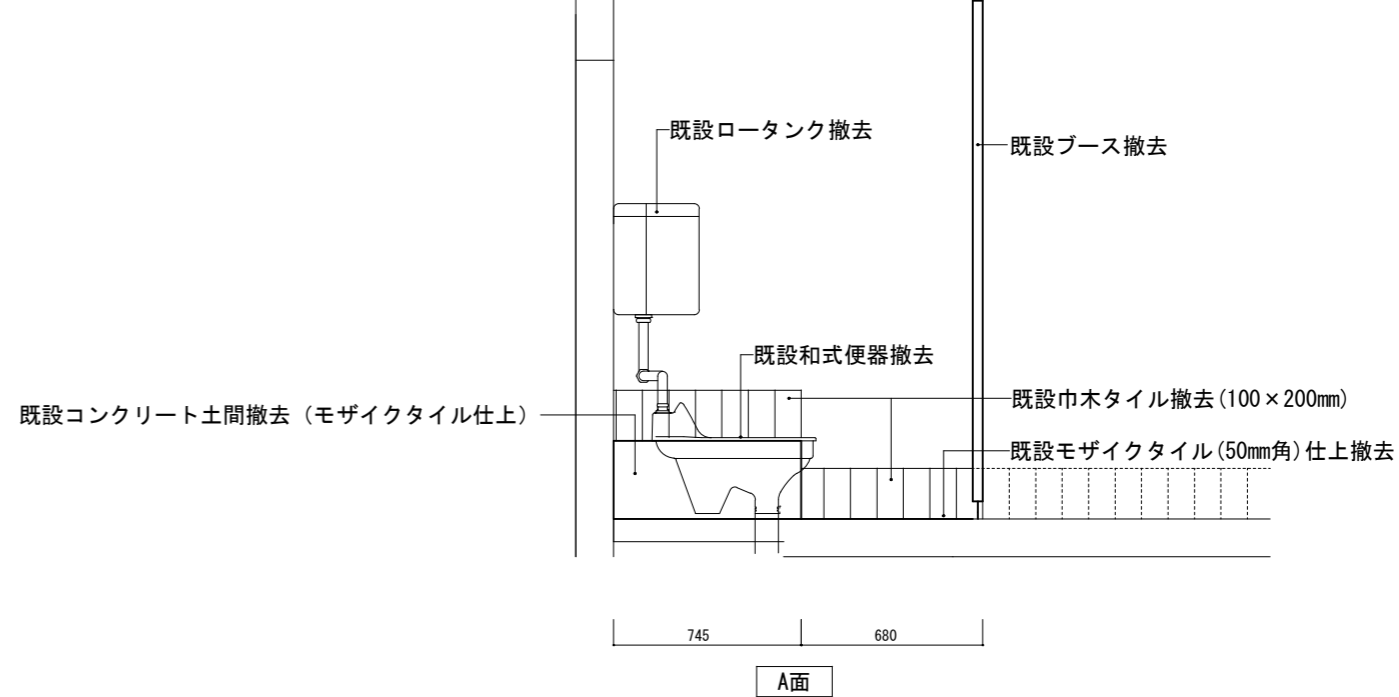 既設ロータンク撤去
既設ブース撤去
既設和式便器撤去
既設巾木タイル撤去(100×200㎜)
既設コンクリート土間撤去（モザイクタイル仕上）
既設モザイクタイル(50㎜角)仕上撤去
745
680
A面